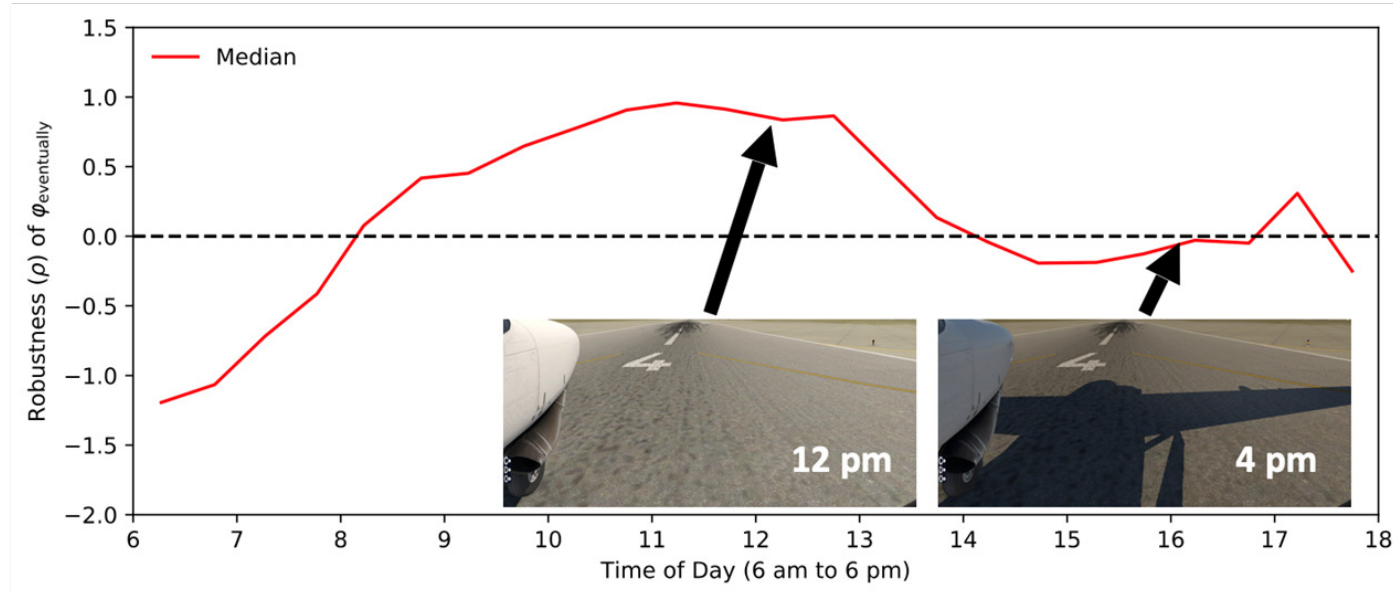 1.5
Median
1.0
0.5
0.0
−0.5
−1.0
−1.5
−2.0
Robustness (ρ) of φeventually
4
12 pm
4
4 pm
6 7 8 9 10 11 12 13 14 15 16 17 18
Time of Day (6 am to 6 pm)